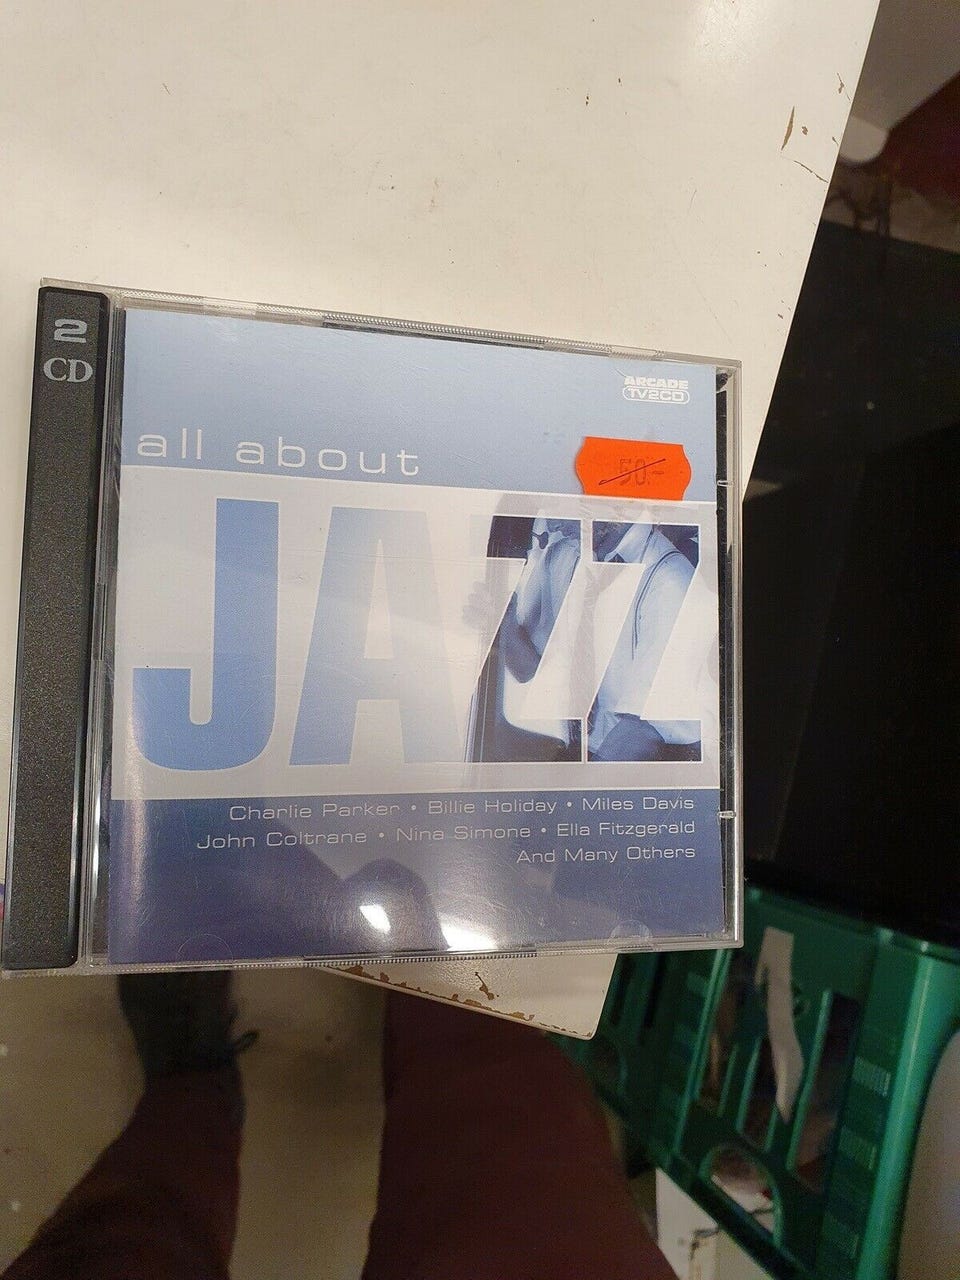 2
CD
ARCADE
TV2CD
all about
50.-
JAZZ
Charlie Parker • Billie Holiday • Miles Davis
John Coltrane • Nina Simone • Ella Fitzgerald
And Many Others